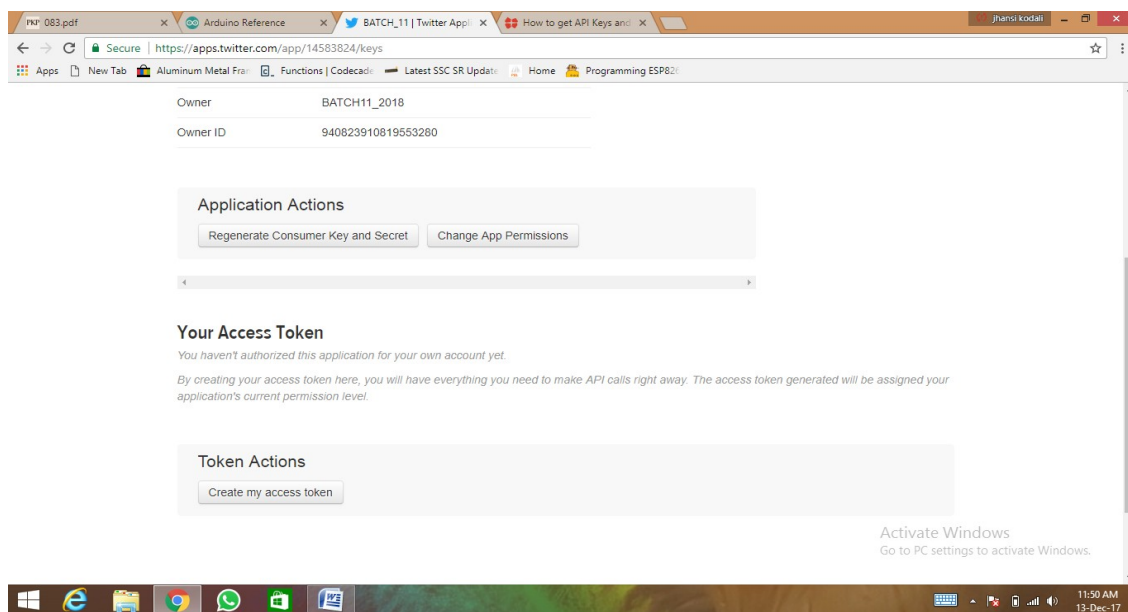 083.pdf
Arduino Reference
BATCH_11 | Twitter Appli
How to get API Keys and
jhansi kodali
Secure | https://apps.twitter.com/app/14583824/keys
Apps New Tab Aluminum Metal Fra Functions | Codecade Latest SSC SR Update Home Programming ESP82
Owner BATCH11_2018
Owner ID 940823910819553280
Application Actions
Regenerate Consumer Key and Secret Change App Permissions
Your Access Token
You haven't authorized this application for your own account yet.
By creating your access token here, you will have everything you need to make API calls right away. The access token generated will be assigned your
application's current permission level.
Token Actions
Create my access token
Activate Windows
Go to PC settings to activate Windows.
11:50 AM
13-Dec-17